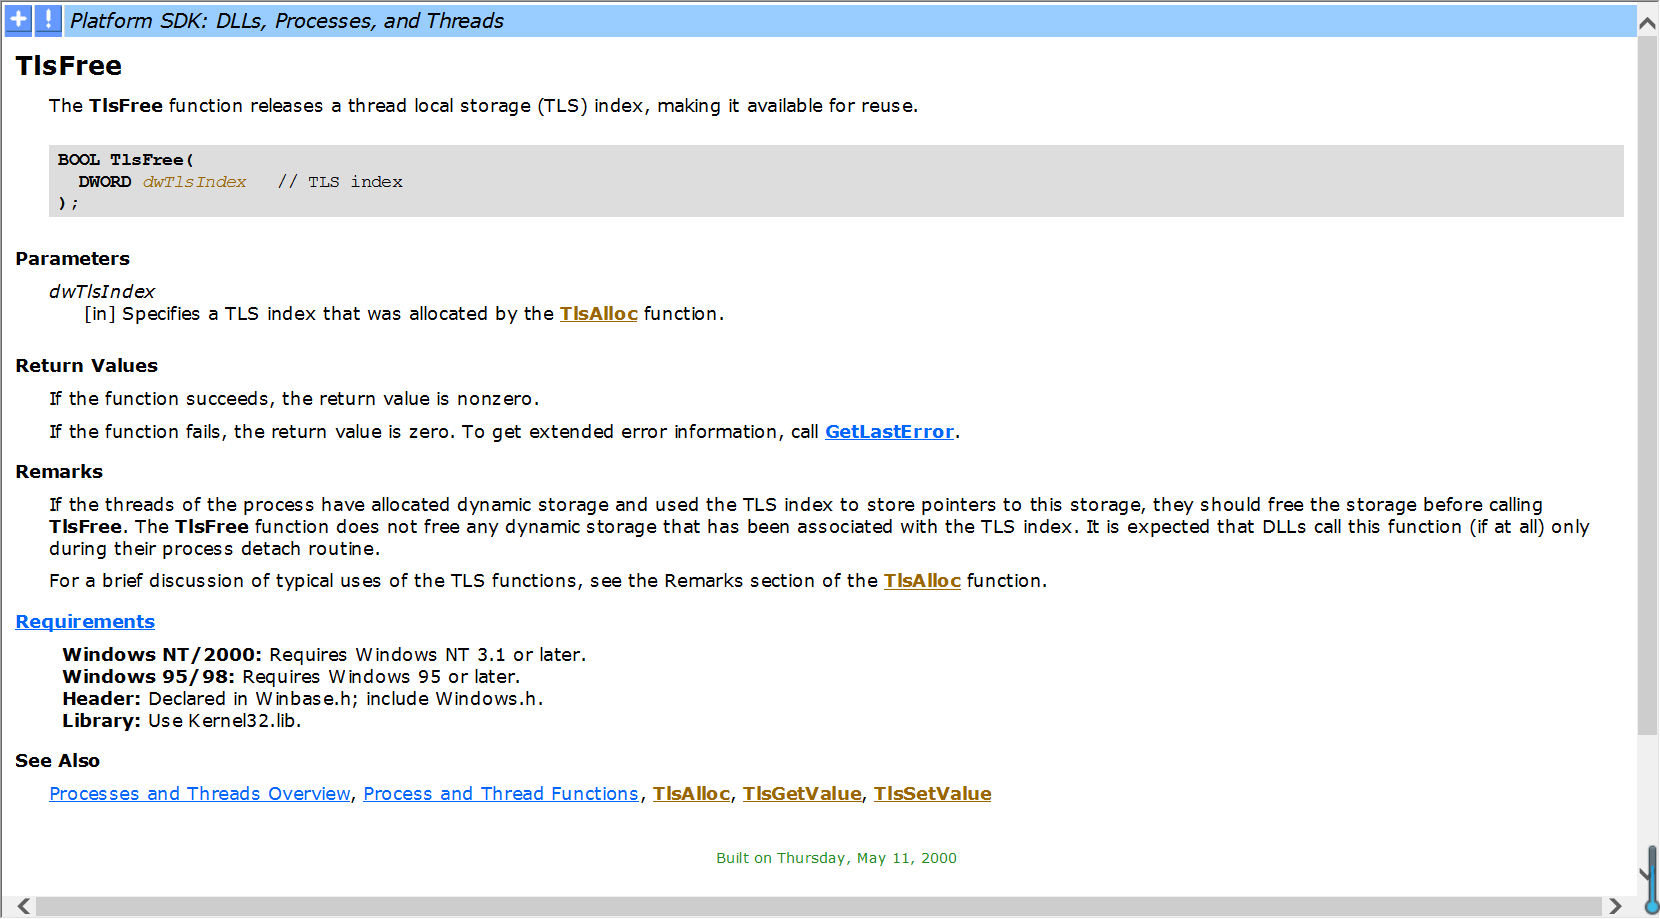 Platform SDK: DLLs, Processes, and Threads
TlsFree
The TlsFree function releases a thread local storage (TLS) index, making it available for reuse.
BOOL TlsFree(
  DWORD dwTlsIndex   // TLS index
);
Parameters
dwTlsIndex
[in] Specifies a TLS index that was allocated by the TlsAlloc function.
Return Values
If the function succeeds, the return value is nonzero.
If the function fails, the return value is zero. To get extended error information, call GetLastError.
Remarks
If the threads of the process have allocated dynamic storage and used the TLS index to store pointers to this storage, they should free the storage before calling
TlsFree. The TlsFree function does not free any dynamic storage that has been associated with the TLS index. It is expected that DLLs call this function (if at all) only
during their process detach routine.
For a brief discussion of typical uses of the TLS functions, see the Remarks section of the TlsAlloc function.
Requirements
Windows NT/2000: Requires Windows NT 3.1 or later.
Windows 95/98: Requires Windows 95 or later.
Header: Declared in Winbase.h; include Windows.h.
Library: Use Kernel32.lib.
See Also
Processes and Threads Overview, Process and Thread Functions, TlsAlloc, TlsGetValue, TlsSetValue
Built on Thursday, May 11, 2000